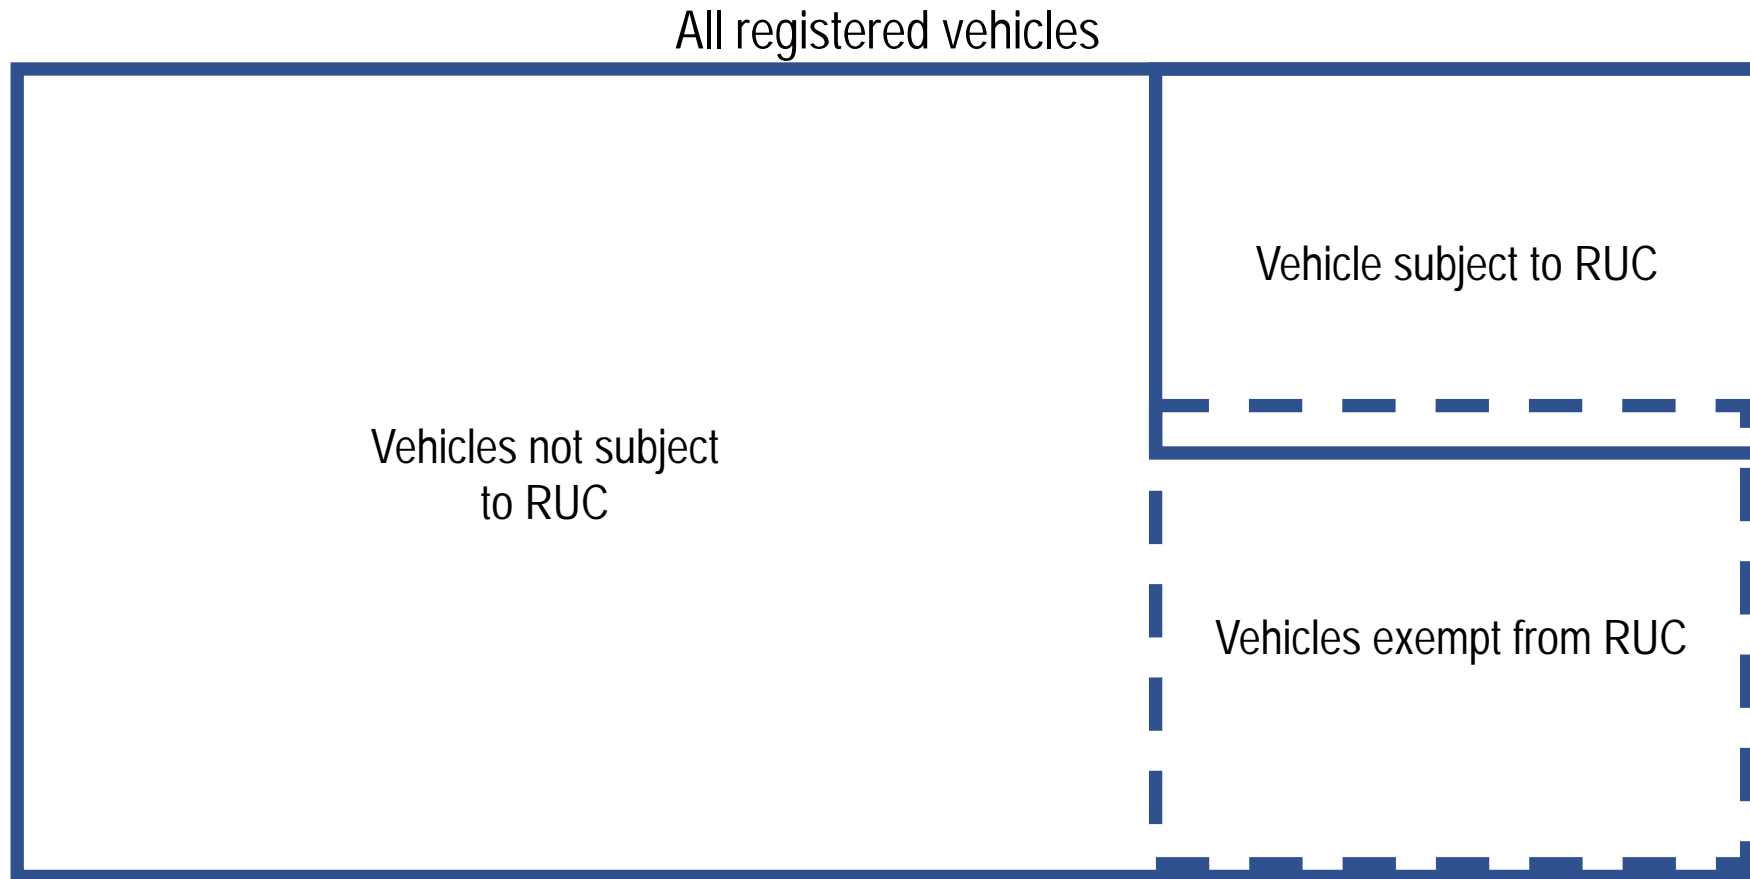 All registered vehicles
Vehicle subject to RUC
Vehicles not subject
to RUC
Vehicles exempt from RUC